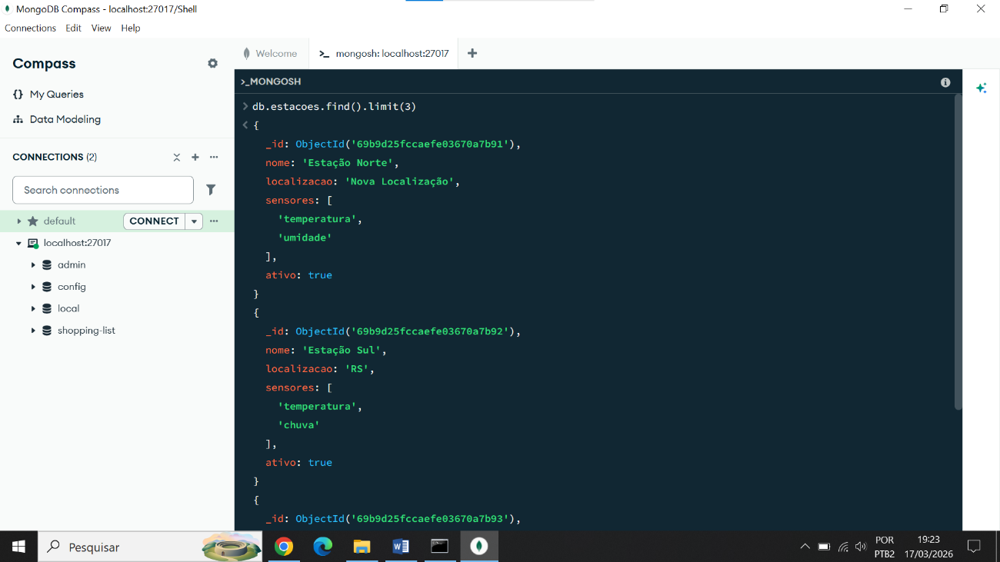 MongoDB Compass - localhost:27017/Shell
Connections Edit View Help
Compass
My Queries
Data Modeling
CONNECTIONS (2)
Search connections
default
CONNECT
localhost:27017
admin
config
local
shopping-list
Welcome
>_ mongosh: localhost:27017
>_MONGOSH
> db.estacoes.find().limit(3)
< {
_id: ObjectId('69b9d25fccaefe03670a7b91'),
nome: 'Estação Norte',
localizacao: 'Nova Localização',
sensores: [
'temperatura',
'umidade'
],
ativo: true
}
{
_id: ObjectId('69b9d25fccaefe03670a7b92'),
nome: 'Estação Sul',
localizacao: 'RS',
sensores: [
'temperatura',
'chuva'
],
ativo: true
}
{
_id: ObjectId('69b9d25fccaefe03670a7b93'),
Pesquisar
POR
PTB2
19:23
17/03/2026